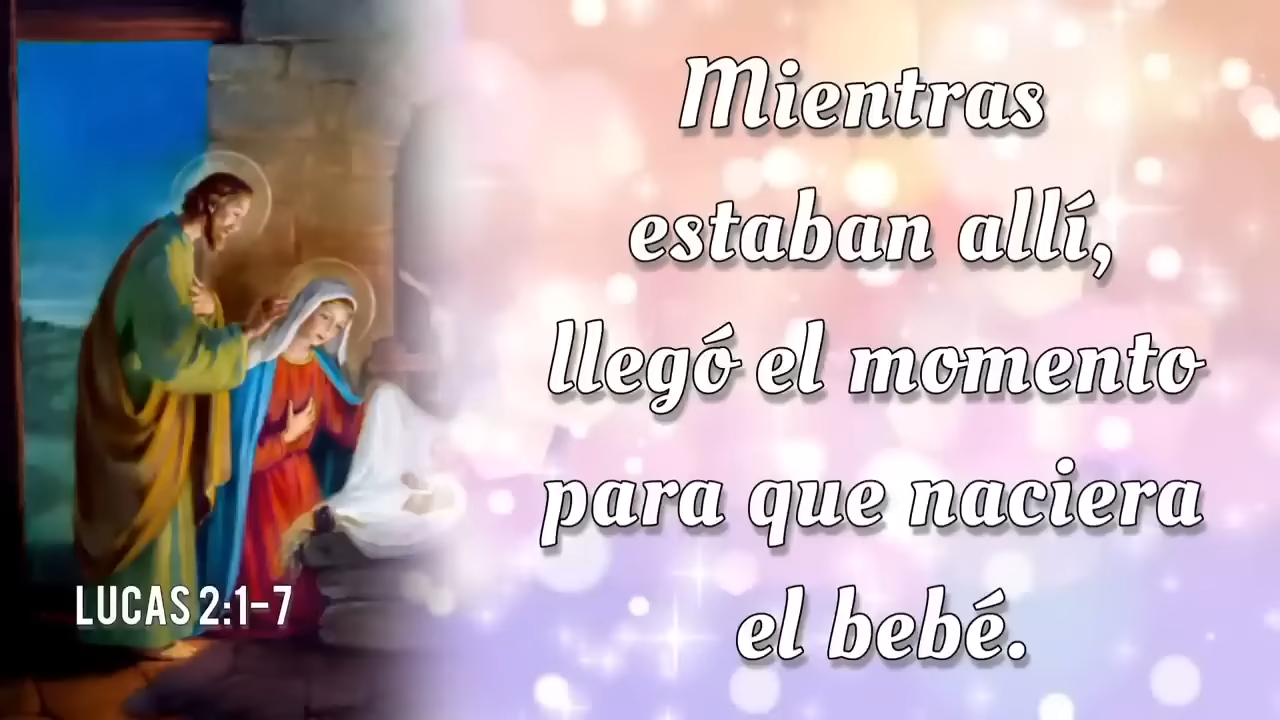 Mientras
estaban allí,
llegó el momento
para que naciera
el bebé.
LUCAS 2:1-7